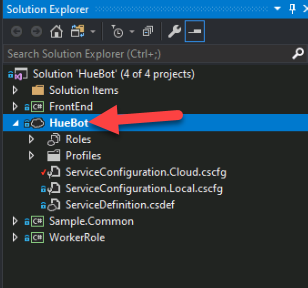 Solution Explorer
Search Solution Explorer (Ctrl+;)
Solution 'HueBot' (4 of 4 projects)
Solution Items
C# FrontEnd
HueBot
Roles
Profiles
ServiceConfiguration.Cloud.cscfg
ServiceConfiguration.Local.cscfg
ServiceDefinition.csdef
C# Sample.Common
C# WorkerRole